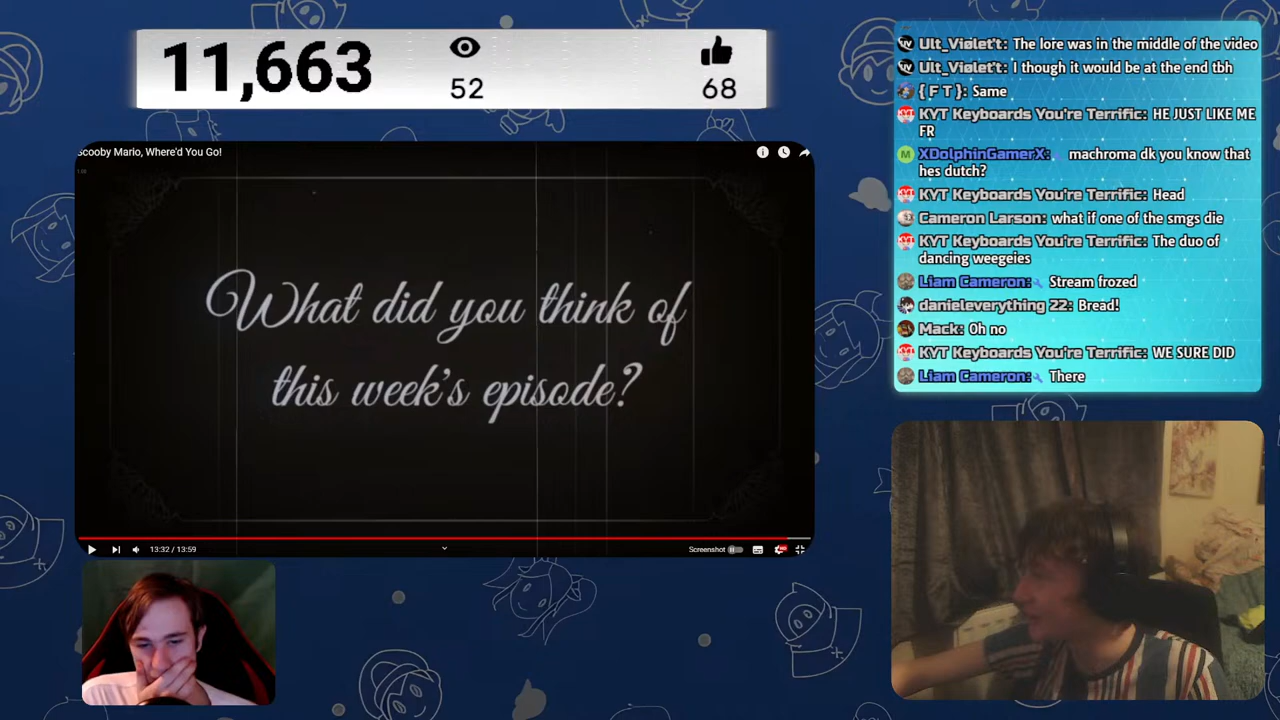 11,663
52
68
Scooby Mario, Where'd You Go!
What did you think of
this week's episode?
13:32 / 13:59
Screenshot
Ult_Viølet't: The lore was in the middle of the video
Ult_Viølet't: I though it would be at the end tbh
{ F T }: Same
KYT Keyboards You're Terrific: HE JUST LIKE ME
FR
XDolphinGamerX: machroma dk you know that
hes dutch?
KYT Keyboards You're Terrific: Head
Cameron Larson: what if one of the smgs die
KYT Keyboards You're Terrific: The duo of
dancing weegeies
Liam Cameron: Stream frozed
danieleverything 22: Bread!
Mack: Oh no
KYT Keyboards You're Terrific: WE SURE DID
Liam Cameron: There